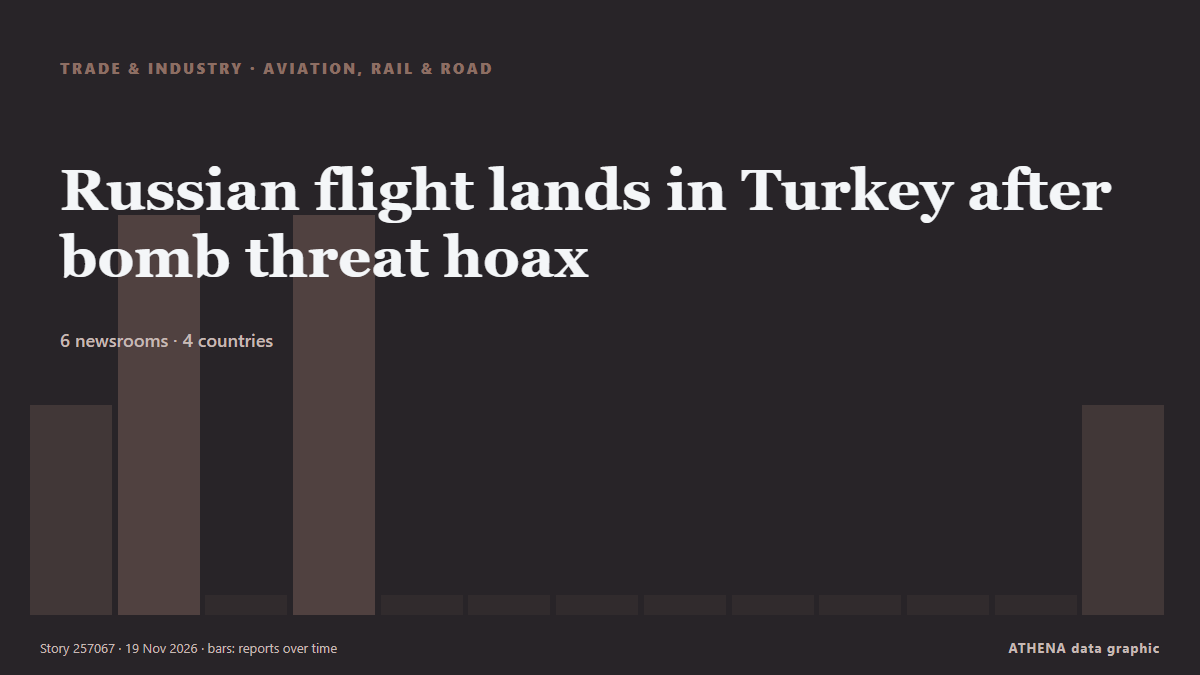 TRADE & INDUSTRY · AVIATION, RAIL & ROAD
Russian flight lands in Turkey after
bomb threat hoax
6 newsrooms · 4 countries
Story 257067 · 19 Nov 2026 · bars: reports over time
ATHENA data graphic